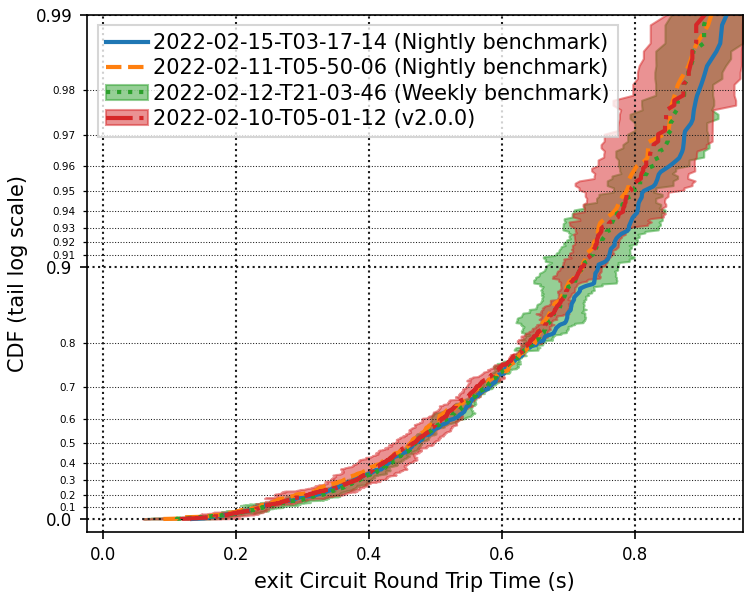 0.99
2022-02-15-T03-17-14 (Nightly benchmark)
2022-02-11-T05-50-06 (Nightly benchmark)
2022-02-12-T21-03-46 (Weekly benchmark)
2022-02-10-T05-01-12 (v2.0.0)
0.98
0.97
0.96
0.95
0.94
0.93
0.92
0.91
0.9
0.8
0.7
0.6
0.5
0.4
0.3
0.2
0.1
0.0
CDF (tail log scale)
0.0 0.2 0.4 0.6 0.8
exit Circuit Round Trip Time (s)